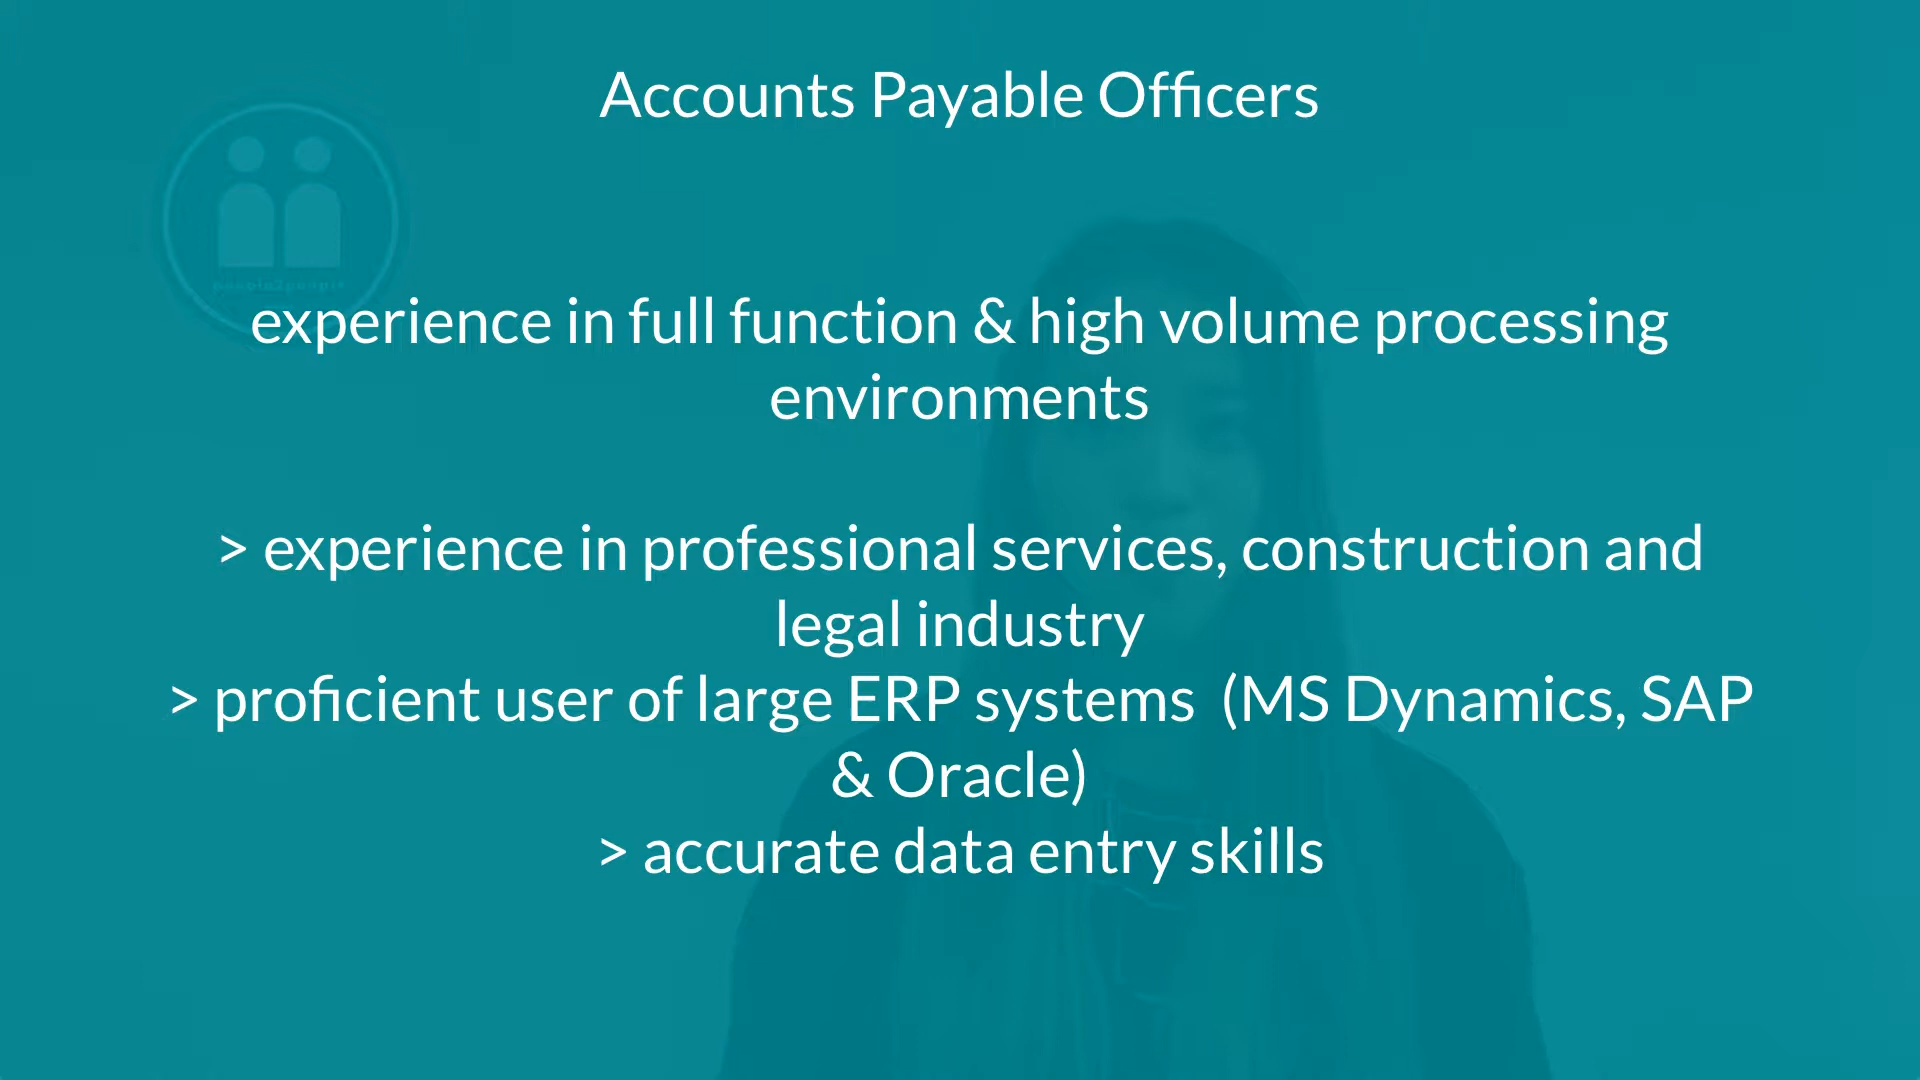 Accounts Payable Officers
people2people
experience in full function & high volume processing
environments
> experience in professional services, construction and
legal industry
> proficient user of large ERP systems  (MS Dynamics, SAP
& Oracle)
> accurate data entry skills